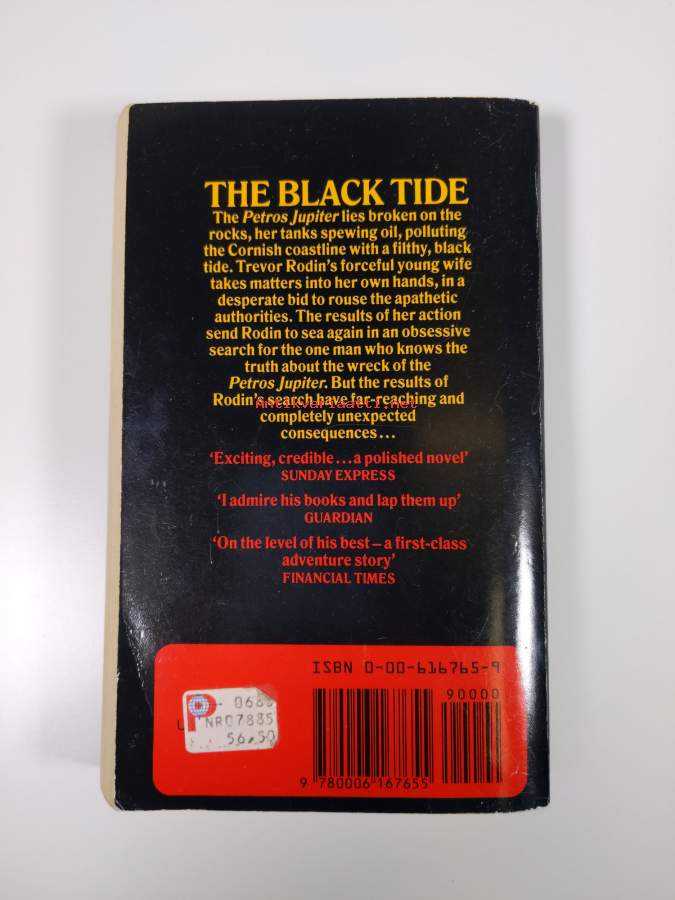 THE BLACK TIDE
The Petros Jupiter lies broken on the
rocks, her tanks spewing oil, polluting
the Cornish coastline with a filthy, black
tide. Trevor Rodin's forceful young wife
takes matters into her own hands, in a
desperate bid to rouse the apathetic
authorities. The results of her action
send Rodin to sea again in an obsessive
search for the one man who knows the
truth about the wreck of the
Petros Jupiter. But the results of
Rodin's search have far-reaching and
Antikvariaatti.net
completely unexpected
consequences...
'Exciting, credible...a polished novel'
SUNDAY EXPRESS
'I admire his books and lap them up'
GUARDIAN
'On the level of his best – a first-class
adventure story'
FINANCIAL TIMES
ISBN 0-00-616765-9
90000
P
NR07885
56,50
9 780006 167655